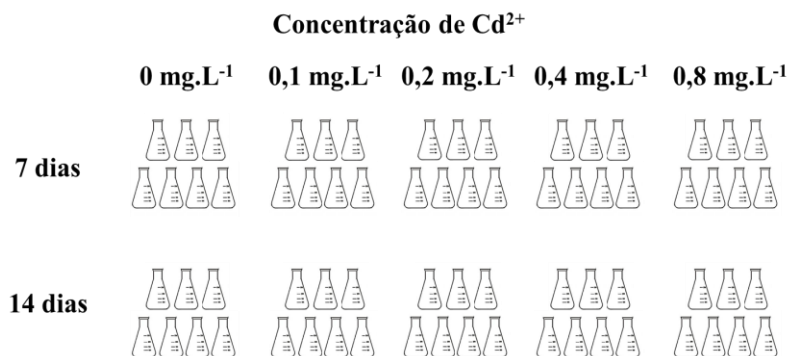 Concentração de Cd²⁺
0 mg.L⁻¹ 0,1 mg.L⁻¹ 0,2 mg.L⁻¹ 0,4 mg.L⁻¹ 0,8 mg.L⁻¹
7 dias
14 dias